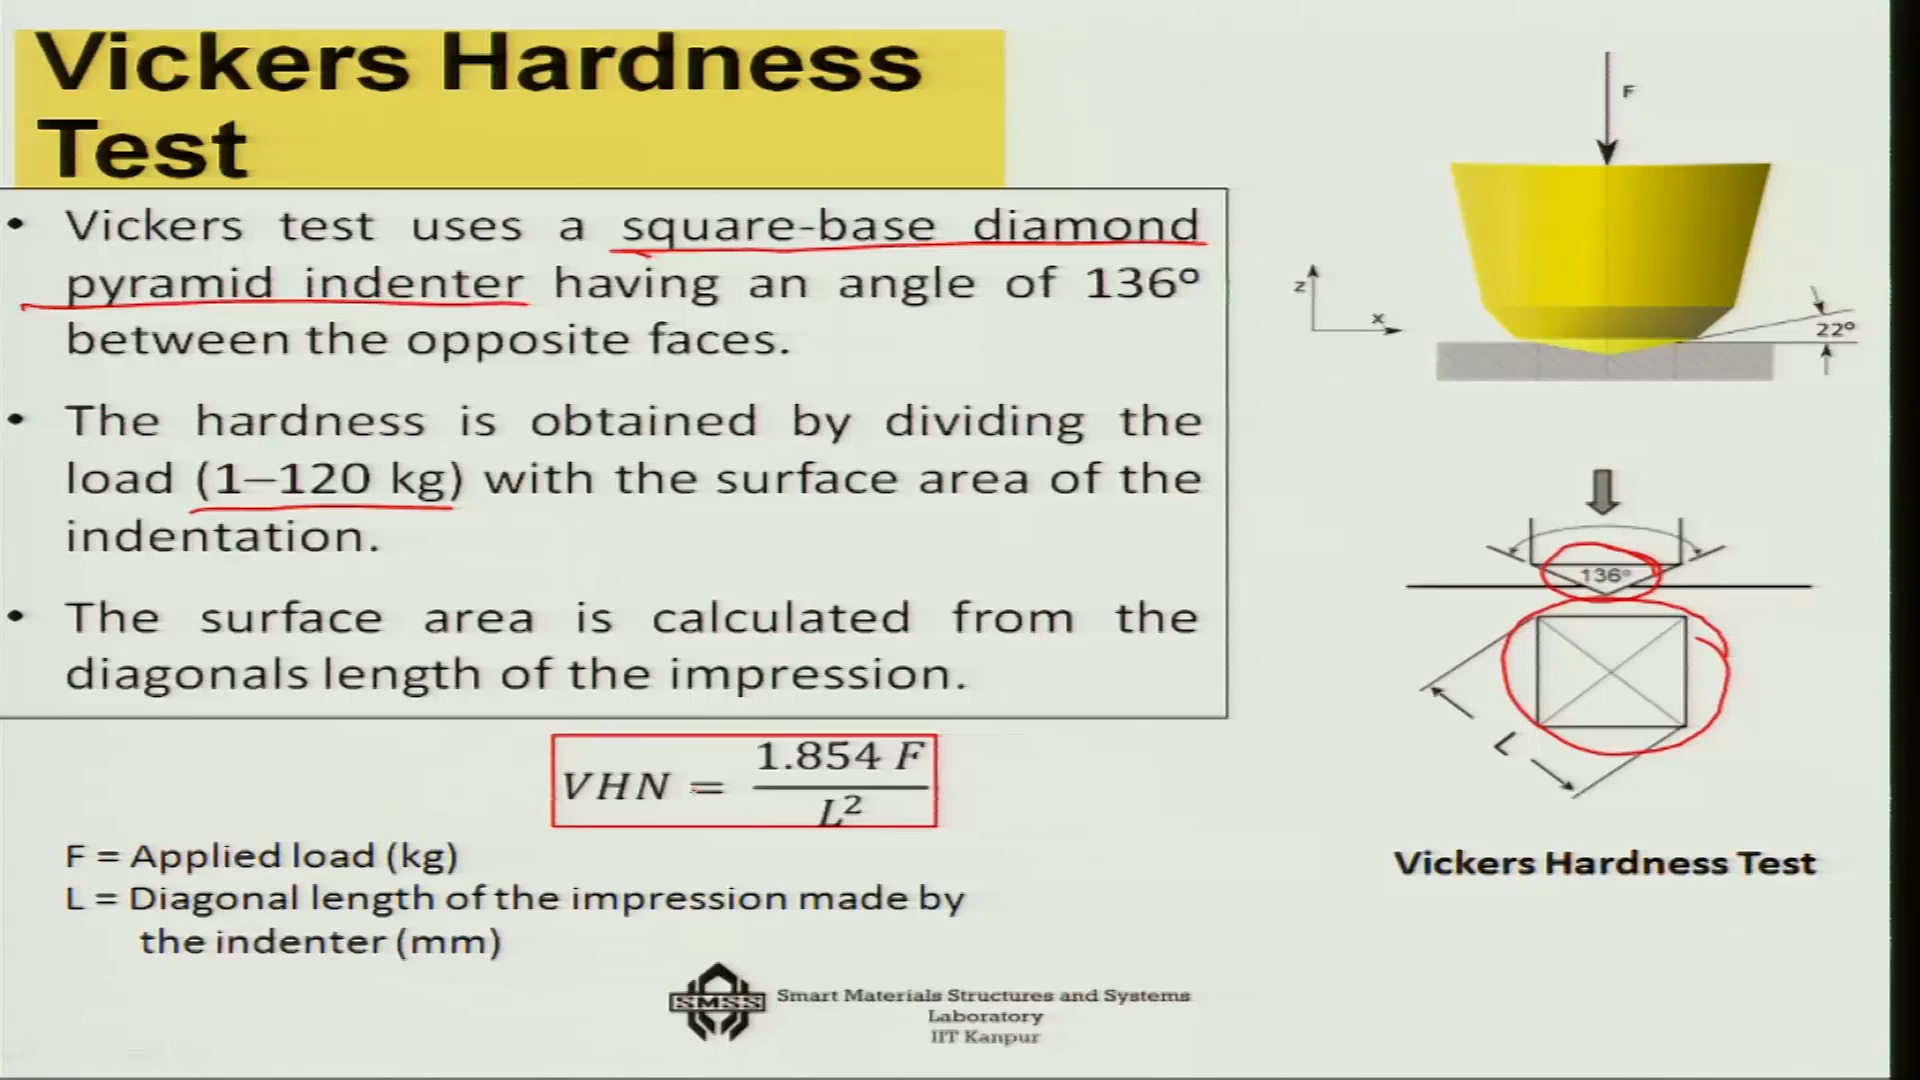 Vickers Hardness
Test
• Vickers test uses a square-base diamond
pyramid indenter having an angle of 136º
between the opposite faces.
• The hardness is obtained by dividing the
load (1–120 kg) with the surface area of the
indentation.
• The surface area is calculated from the
diagonals length of the impression.
VHN = 1.854 F / L²
F = Applied load (kg)
L = Diagonal length of the impression made by
the indenter (mm)
F
z
x
22º
136º
L
Vickers Hardness Test
SMSS
Smart Materials Structures and Systems
Laboratory
IIT Kanpur